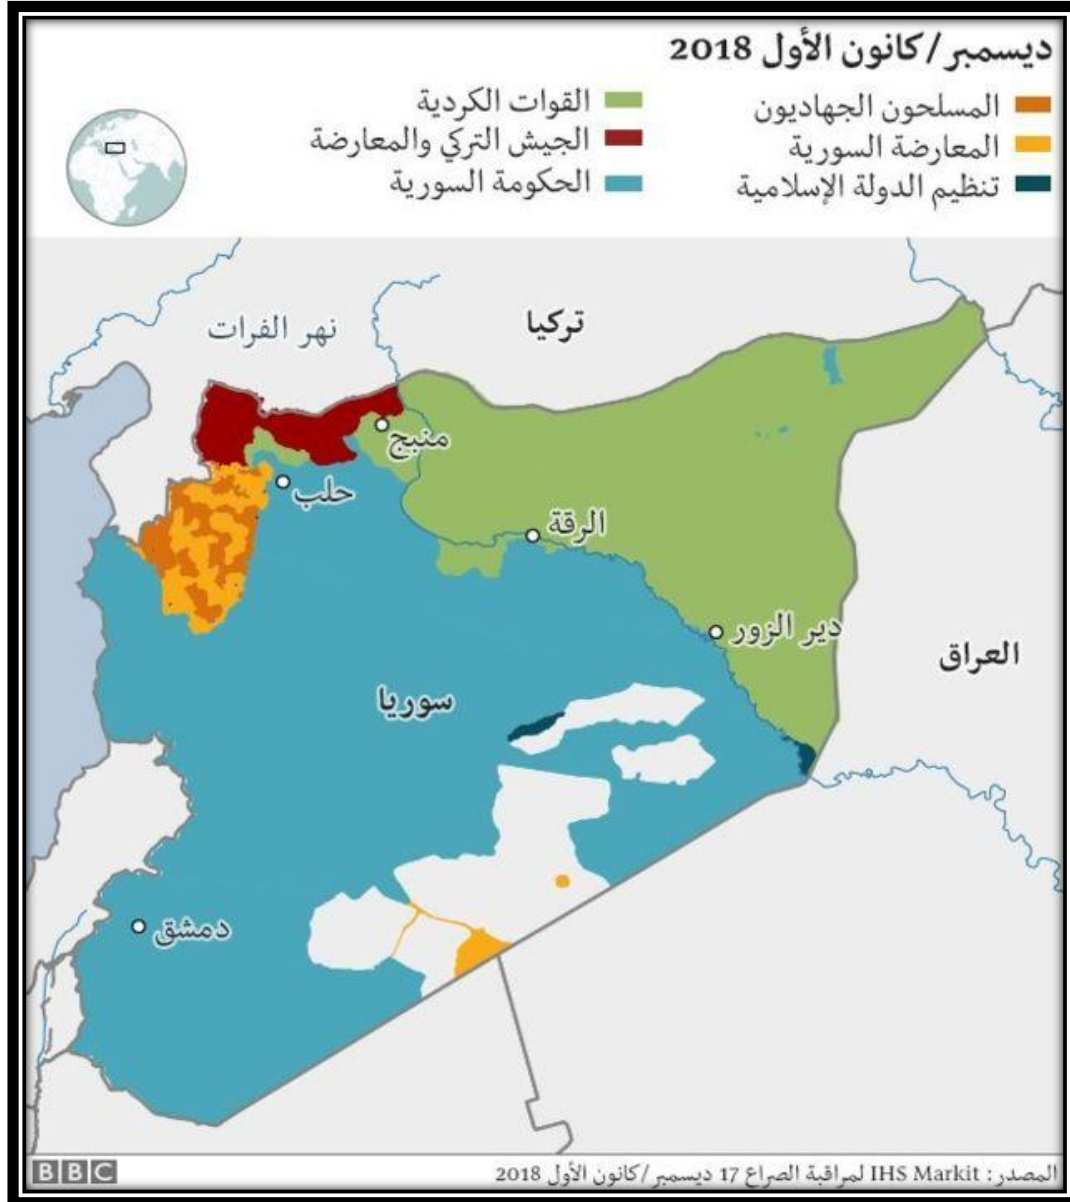 ديسمبر/كانون الأول 2018
المسلحون الجهاديون
المعارضة السورية
تنظيم الدولة الإسلامية
القوات الكردية
الجيش التركي والمعارضة
الحكومة السورية
نهر الفرات
تركيا
منبج
حلب
الرقة
دير الزور
العراق
سوريا
دمشق
المصدر: IHS Markit لمراقبة الصراع 17 ديسمبر/كانون الأول 2018
BBC